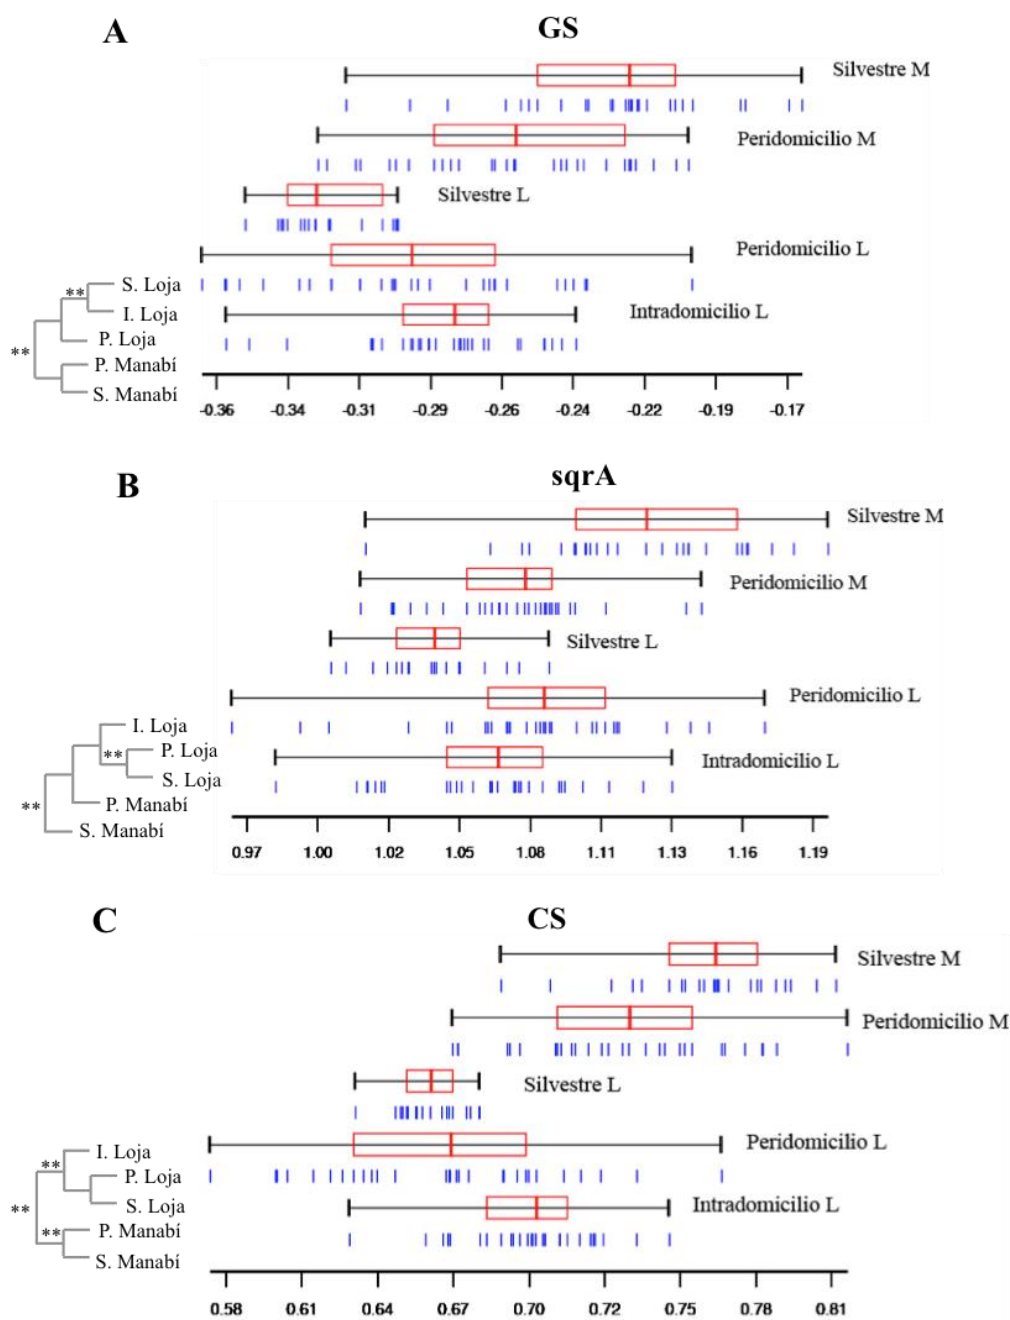 A
GS
Silvestre M
Peridomicilio M
Silvestre L
Peridomicilio L
Intradomicilio L
** S. Loja
I. Loja
** P. Loja
P. Manabí
S. Manabí
-0.36 -0.34 -0.31 -0.29 -0.26 -0.24 -0.22 -0.19 -0.17
B
sqrA
Silvestre M
Peridomicilio M
Silvestre L
Peridomicilio L
Intradomicilio L
I. Loja
** P. Loja
S. Loja
** P. Manabí
S. Manabí
0.97 1.00 1.02 1.05 1.08 1.11 1.13 1.16 1.19
C
CS
Silvestre M
Peridomicilio M
Silvestre L
Peridomicilio L
Intradomicilio L
I. Loja
** P. Loja
** S. Loja
** P. Manabí
S. Manabí
0.58 0.61 0.64 0.67 0.70 0.72 0.75 0.78 0.81